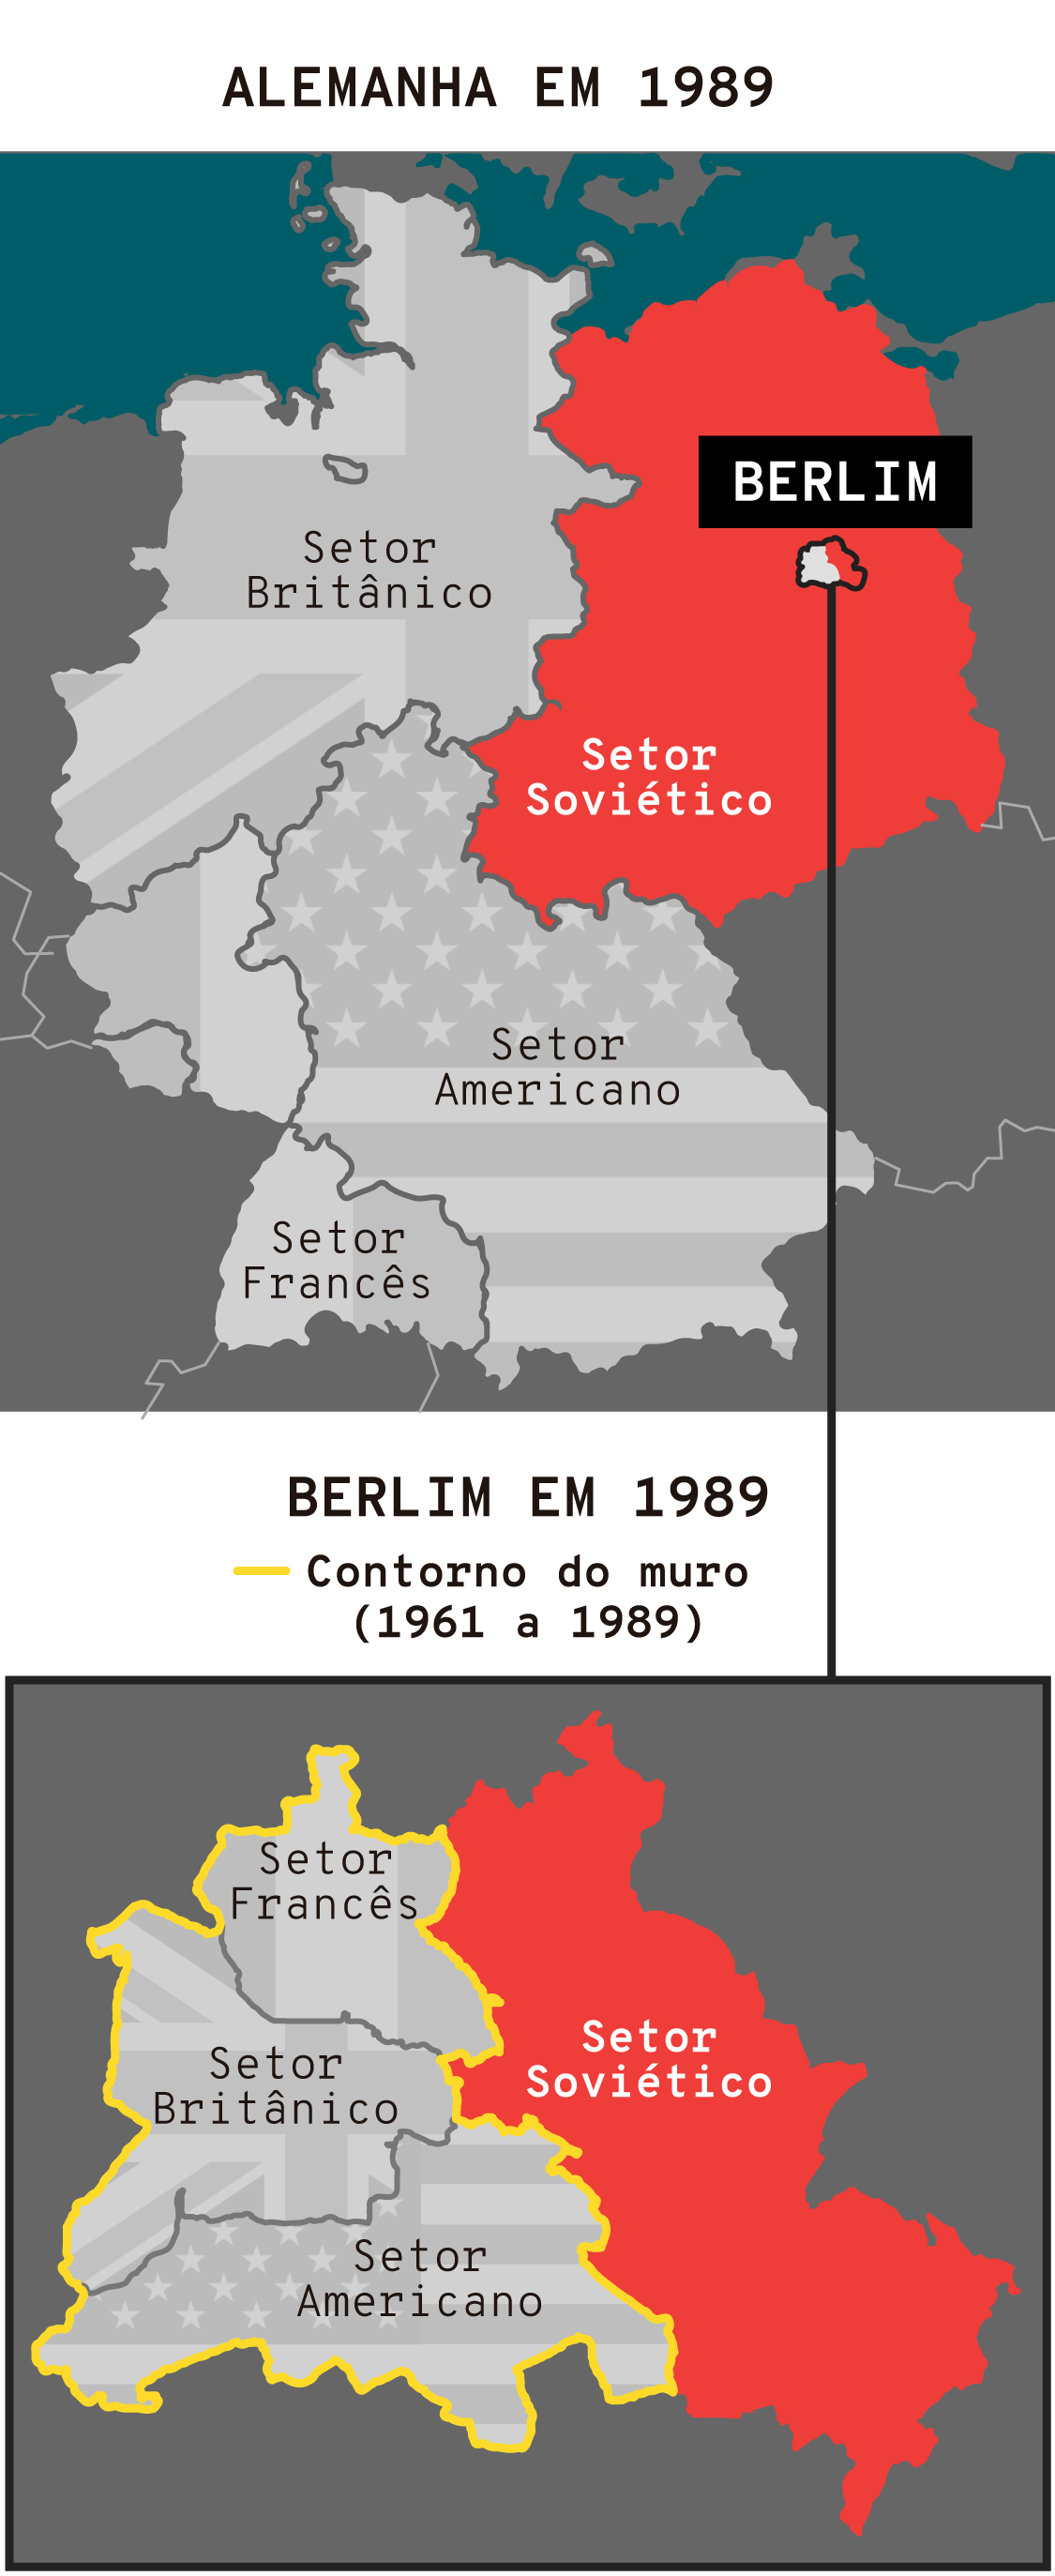 ALEMANHA EM 1989
BERLIM
Setor
Britânico
Setor
Soviético
Setor
Americano
Setor
Francês
BERLIM EM 1989
Contorno do muro
(1961 a 1989)
Setor
Francês
Setor
Soviético
Setor
Britânico
Setor
Americano